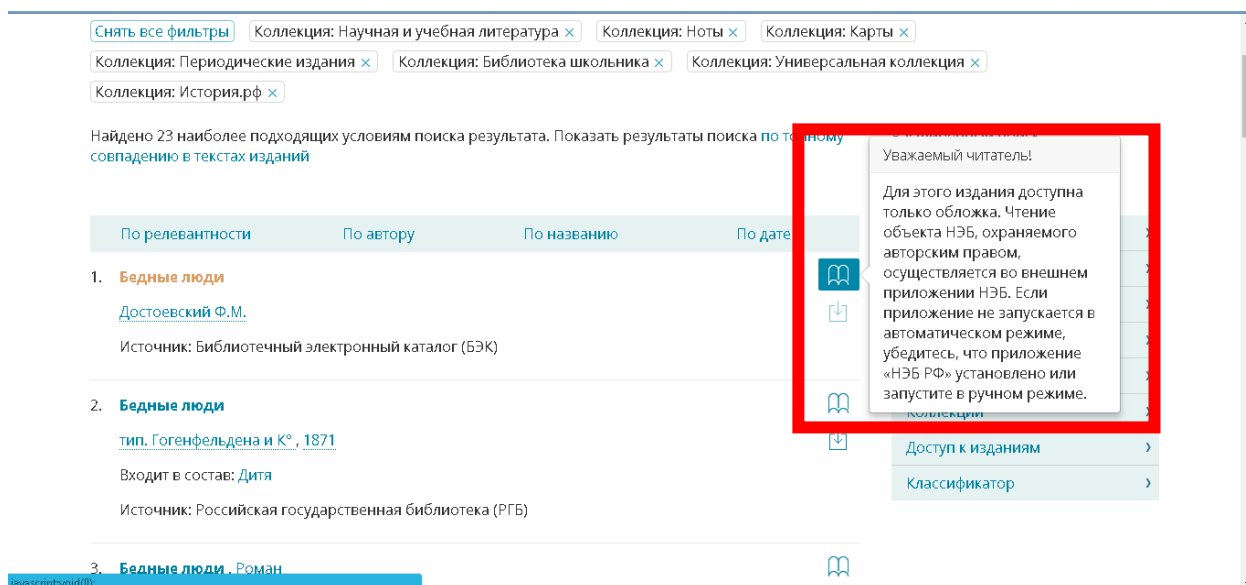 Снять все фильтры Коллекция: Научная и учебная литература × Коллекция: Ноты × Коллекция: Карты ×
Коллекция: Периодические издания × Коллекция: Библиотека школьника × Коллекция: Универсальная коллекция ×
Коллекция: История.рф ×
Найдено 23 наиболее подходящих условиям поиска результата. Показать результаты поиска по точному
совпадению в текстах изданий
По релевантности По автору По названию По дате
1. Бедные люди
Достоевский Ф.М.
Источник: Библиотечный электронный каталог (БЭК)
2. Бедные люди
тип. Гогенфельдена и К° , 1871
Входит в состав: Дитя
Источник: Российская государственная библиотека (РГБ)
3. Бедные люди . Роман
Уважаемый читатель!
Для этого издания доступна
только обложка. Чтение
объекта НЭБ, охраняемого
авторским правом,
осуществляется во внешнем
приложении НЭБ. Если
приложение не запускается в
автоматическом режиме,
убедитесь, что приложение
«НЭБ РФ» установлено или
запустите в ручном режиме.
Коллекции
Доступ к изданиям
Классификатор
javascript:void(0);